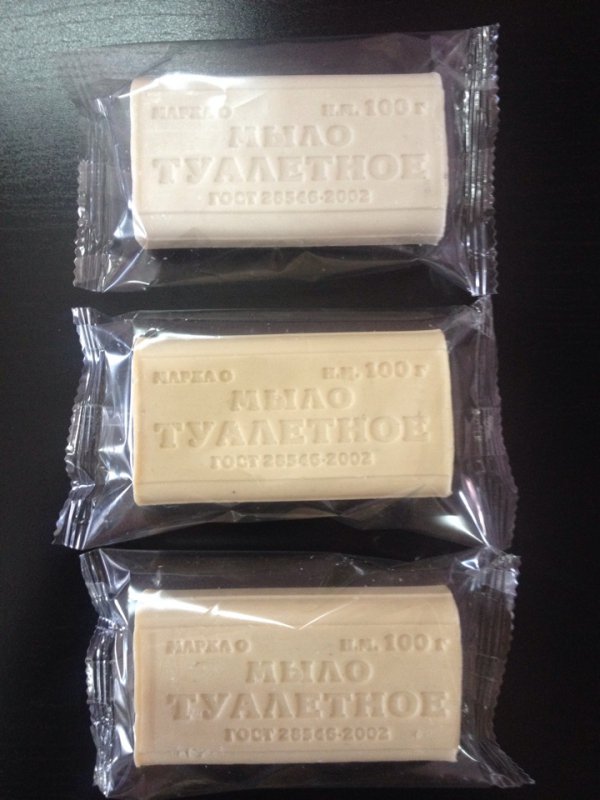 МАРКА О Н.М. 100 г
МЫЛО
ТУАЛЕТНОЕ
ГОСТ 28546-2002
МАРКА О Н.М. 100 г
МЫЛО
ТУАЛЕТНОЕ
ГОСТ 28546-2002
МАРКА О Н.М. 100 г
МЫЛО
ТУАЛЕТНОЕ
ГОСТ 28546-2002